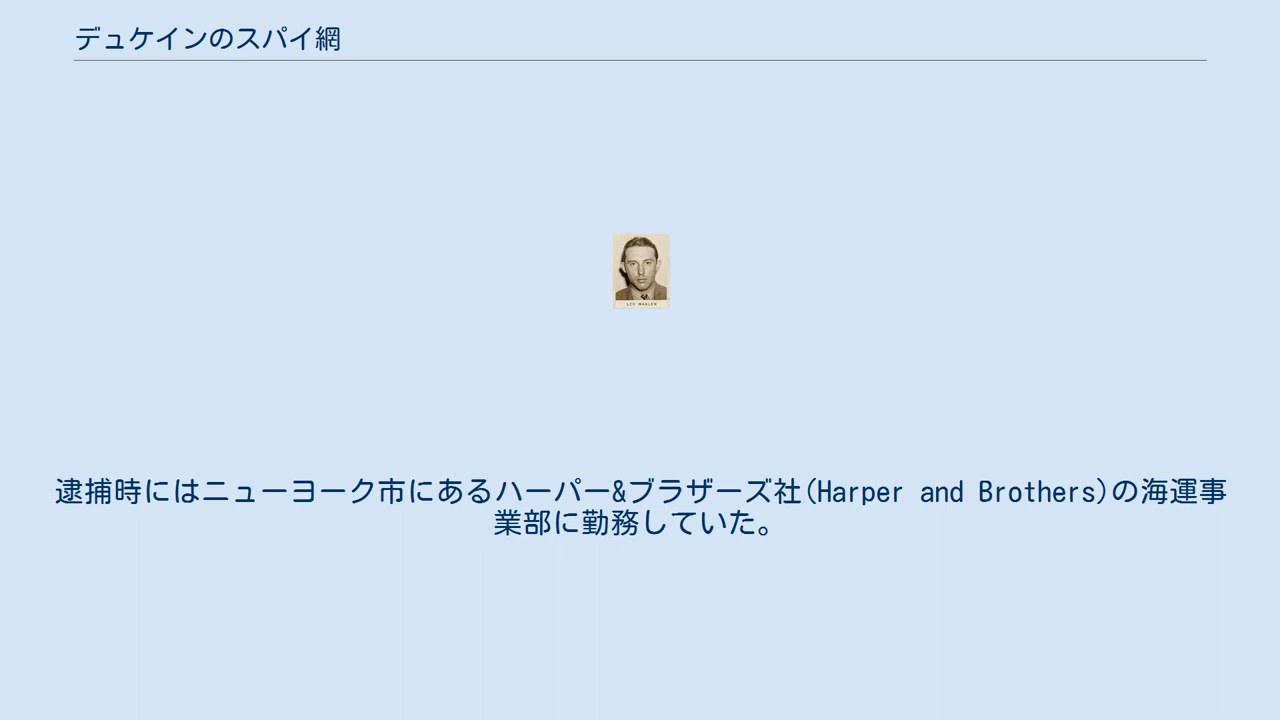 デュケインのスパイ網
LEO WAALEN
逮捕時にはニューヨーク市にあるハーパー&ブラザーズ社(Harper and Brothers)の海運事
業部に勤務していた。